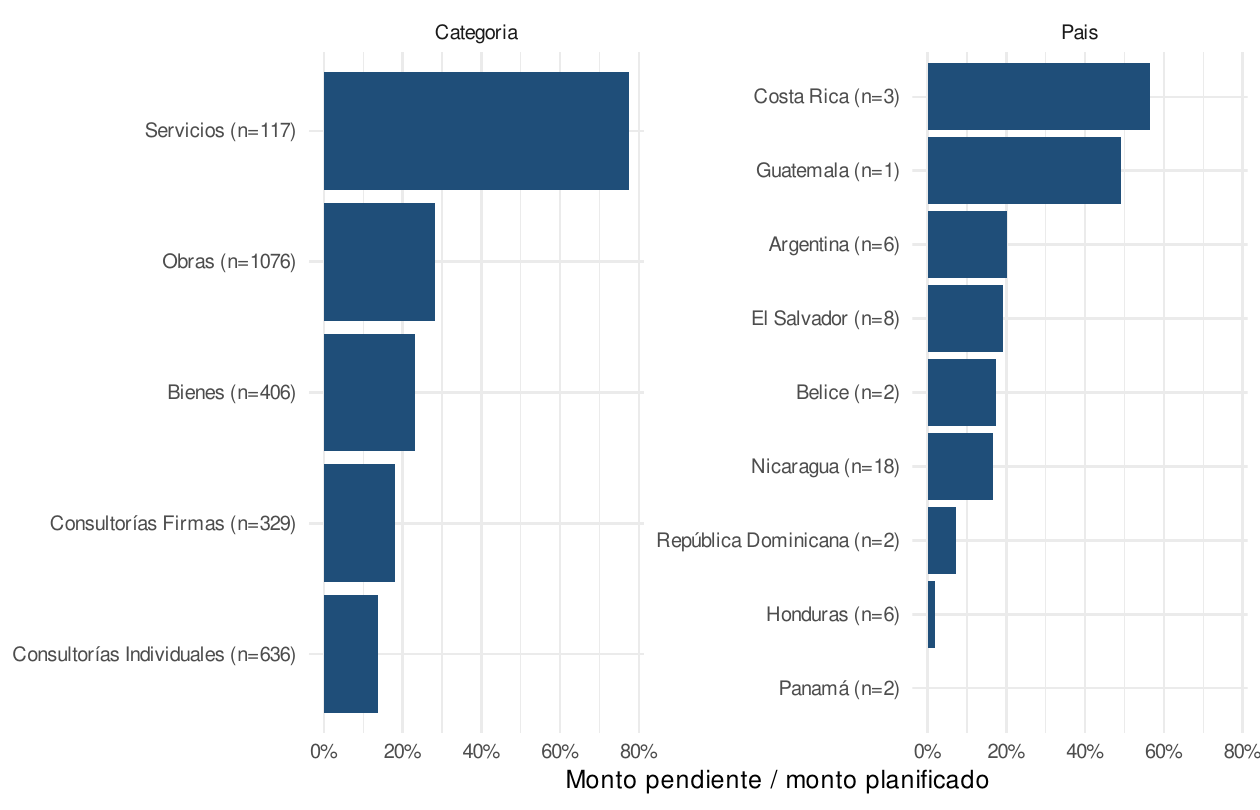 Categoria
Servicios (n=117)
Obras (n=1076)
Bienes (n=406)
Consultorías Firmas (n=329)
Consultorías Individuales (n=636)
0% 20% 40% 60% 80%
Pais
Costa Rica (n=3)
Guatemala (n=1)
Argentina (n=6)
El Salvador (n=8)
Belice (n=2)
Nicaragua (n=18)
República Dominicana (n=2)
Honduras (n=6)
Panamá (n=2)
0% 20% 40% 60% 80%
Monto pendiente / monto planificado